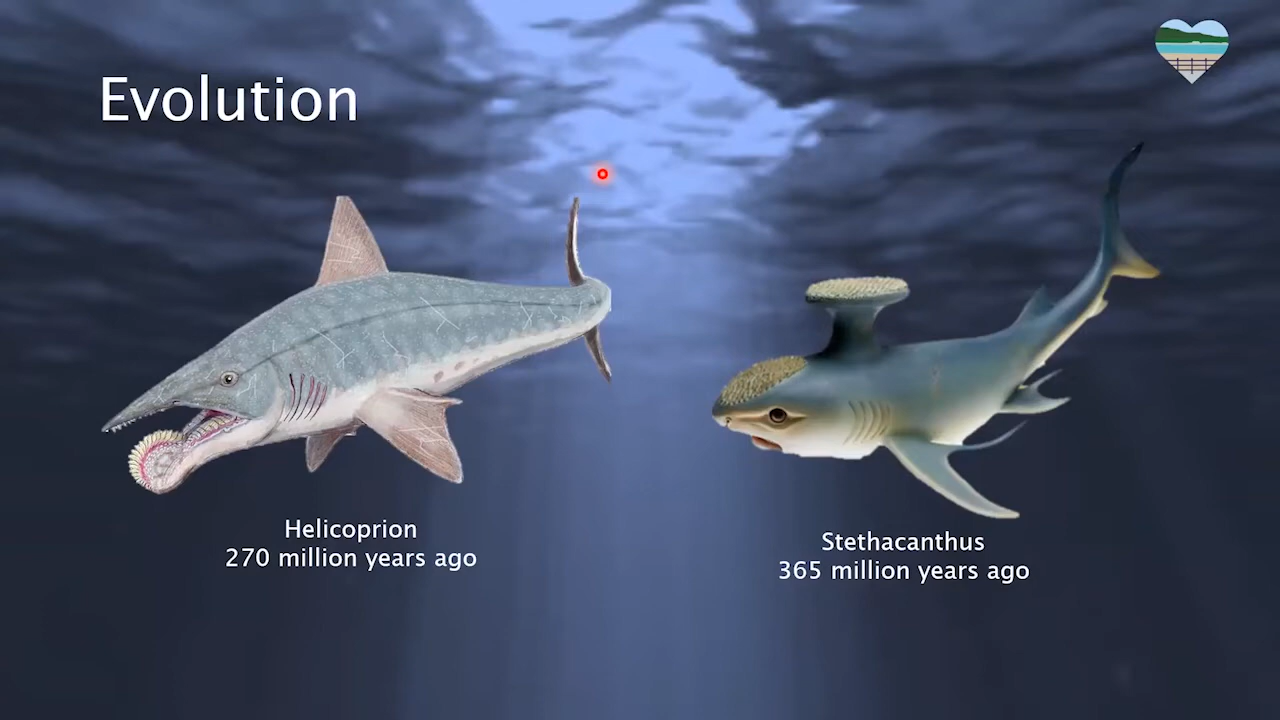 Evolution
Helicoprion
270 million years ago
Stethacanthus
365 million years ago